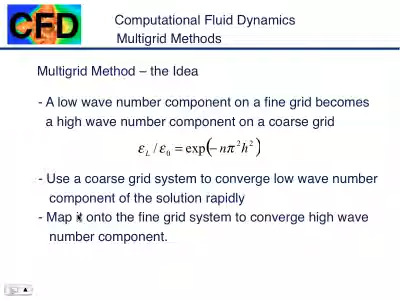 CFD
Computational Fluid Dynamics
Multigrid Methods
Multigrid Method – the Idea
- A low wave number component on a fine grid becomes
a high wave number component on a coarse grid
ε_L / ε_0 = exp(−nπ²h²)
- Use a coarse grid system to converge low wave number
component of the solution rapidly
- Map it onto the fine grid system to converge high wave
number component.